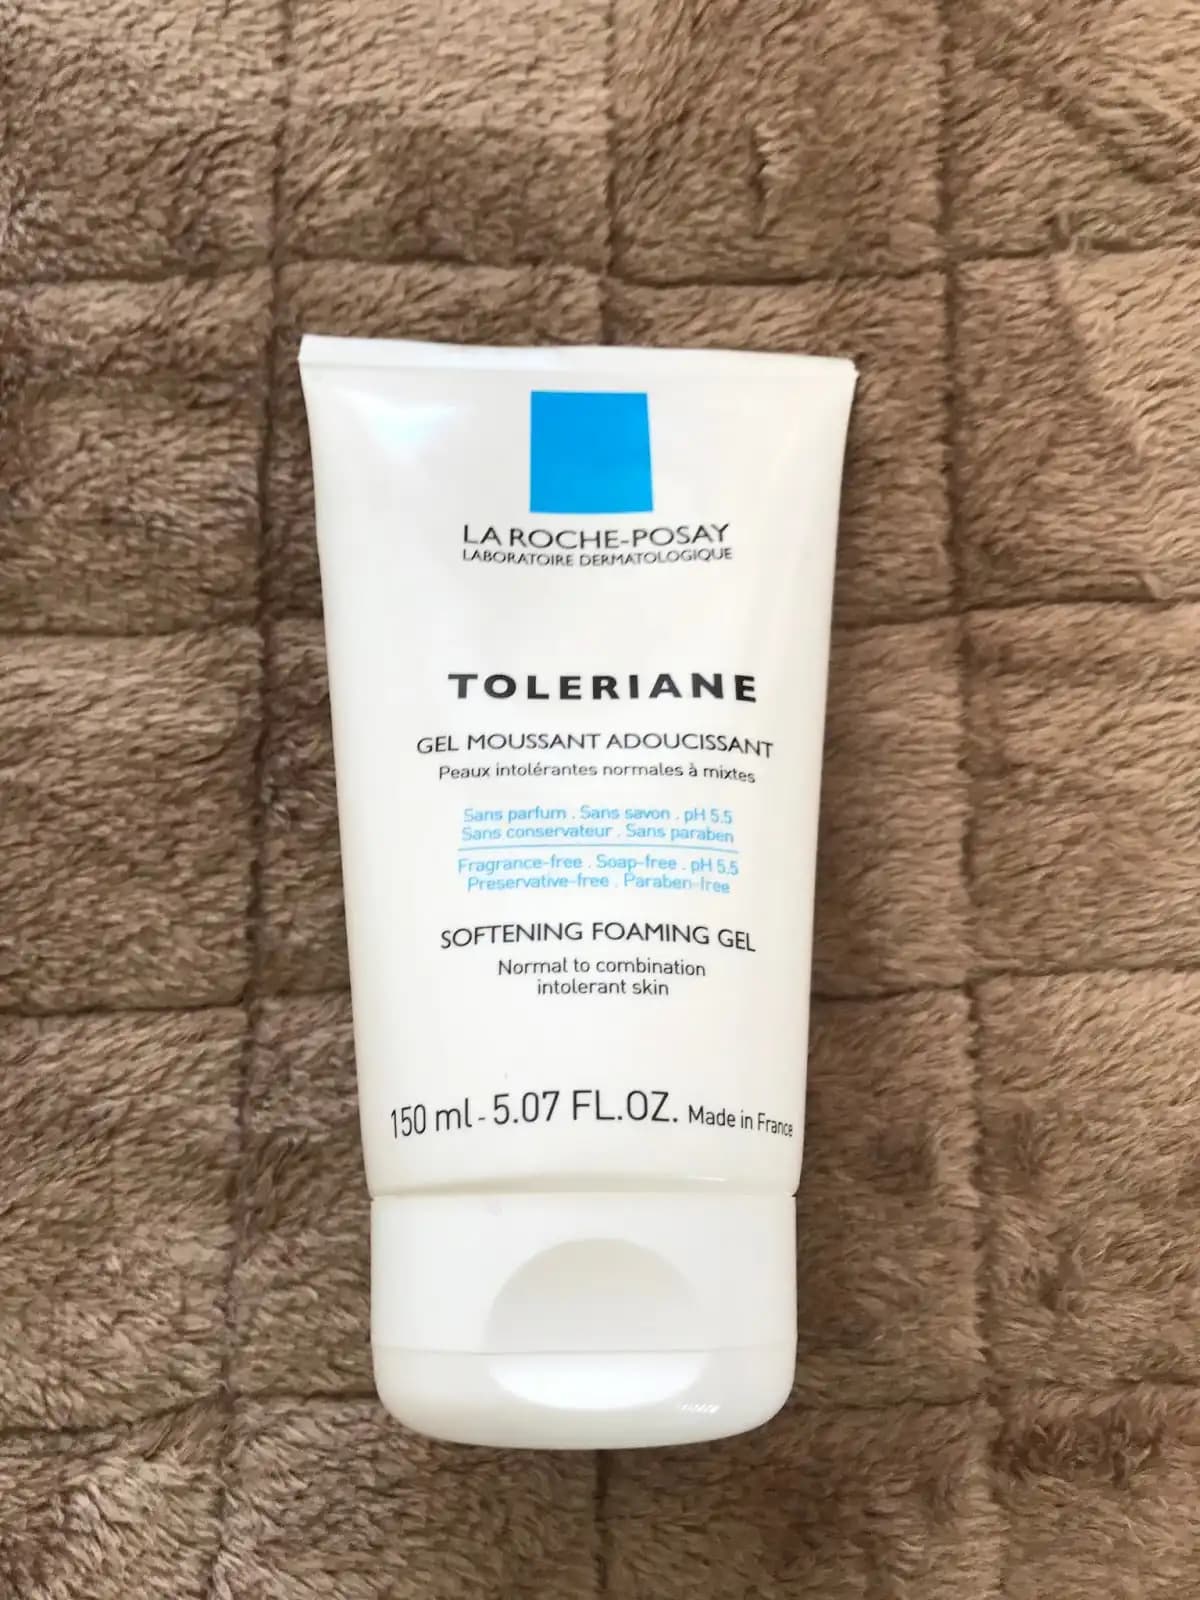 LA ROCHE-POSAY
LABORATOIRE DERMATOLOGIQUE
TOLERIANE
GEL MOUSSANT ADOUCISSANT
Peaux intolérantes normales à mixtes
Sans parfum . Sans savon . pH 5.5
Sans conservateur . Sans paraben
Fragrance-free . Soap-free . pH 5.5
Preservative-free . Paraben-free
SOFTENING FOAMING GEL
Normal to combination
intolerant skin
150 ml - 5.07 FL.OZ. Made in France